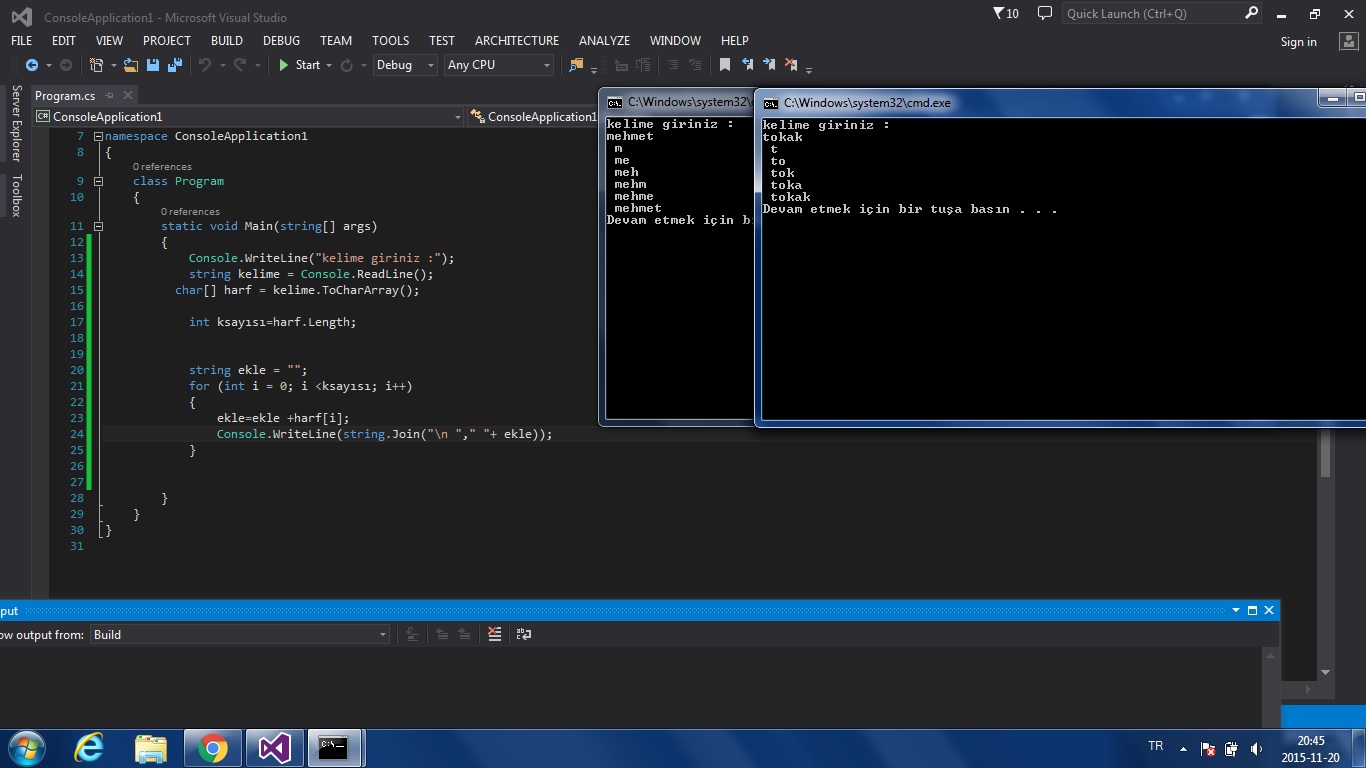 ConsoleApplication1 - Microsoft Visual Studio
10
Quick Launch (Ctrl+Q)
FILE EDIT VIEW PROJECT BUILD DEBUG TEAM TOOLS TEST ARCHITECTURE ANALYZE WINDOW HELP
Sign in
Start Debug Any CPU
Server Explorer
Toolbox
Program.cs
ConsoleApplication1
ConsoleApplication1
7 namespace ConsoleApplication1
8 {
0 references
9 class Program
10 {
0 references
11 static void Main(string[] args)
12 {
13 Console.WriteLine("kelime giriniz :");
14 string kelime = Console.ReadLine();
15 char[] harf = kelime.ToCharArray();
16
17 int ksayısı=harf.Length;
18
19
20 string ekle = "";
21 for (int i = 0; i <ksayısı; i++)
22 {
23 ekle=ekle +harf[i];
24 Console.WriteLine(string.Join("\n "," "+ ekle));
25 }
26
27
28 }
29 }
30 }
31
C:\Windows\system32\
kelime giriniz :
mehmet
m
me
meh
mehm
mehme
mehmet
Devam etmek için b
C:\Windows\system32\cmd.exe
kelime giriniz :
tokak
t
to
tok
toka
tokak
Devam etmek için bir tuşa basın . . .
put
ow output from: Build
TR
20:45
2015-11-20